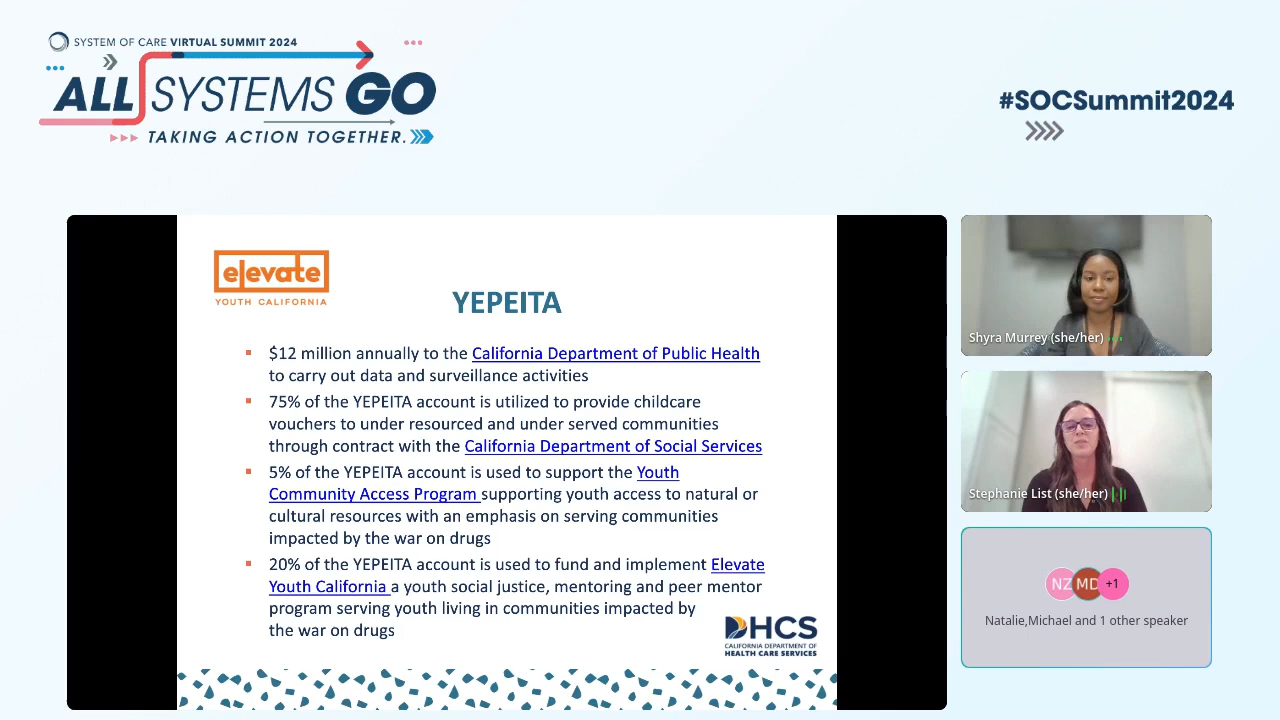 SYSTEM OF CARE VIRTUAL SUMMIT 2024
ALL SYSTEMS GO
TAKING ACTION TOGETHER.
#SOCSummit2024
elevate
YOUTH CALIFORNIA
YEPEITA
$12 million annually to the California Department of Public Health
to carry out data and surveillance activities
75% of the YEPEITA account is utilized to provide childcare
vouchers to under resourced and under served communities
through contract with the California Department of Social Services
5% of the YEPEITA account is used to support the Youth
Community Access Program supporting youth access to natural or
cultural resources with an emphasis on serving communities
impacted by the war on drugs
20% of the YEPEITA account is used to fund and implement Elevate
Youth California a youth social justice, mentoring and peer mentor
program serving youth living in communities impacted by
the war on drugs
DHCS
CALIFORNIA DEPARTMENT OF
HEALTH CARE SERVICES
Shyra Murrey (she/her)
Stephanie List (she/her)
NZ MD +1
Natalie,Michael and 1 other speaker